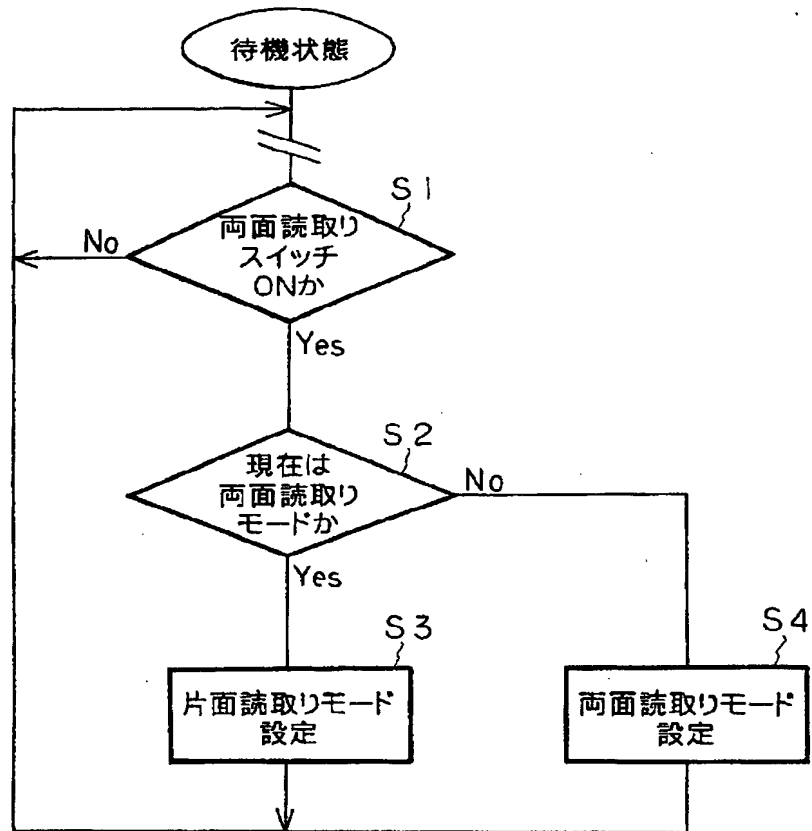 待機状態
S1
両面読取り
スイッチ
ONか
No
Yes
S2
現在は
両面読取り
モードか
No
Yes
S3
片面読取りモード
設定
S4
両面読取りモード
設定